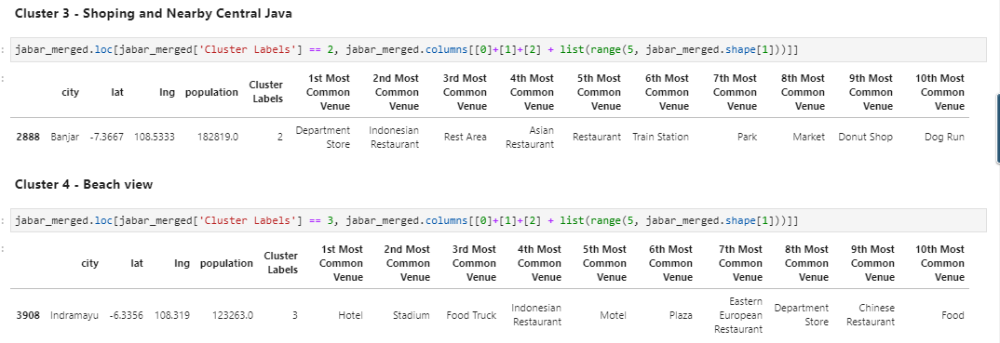 Cluster 3 - Shoping and Nearby Central Java
: jabar_merged.loc[jabar_merged['Cluster Labels'] == 2, jabar_merged.columns[[0]+[1]+[2] + list(range(5, jabar_merged.shape[1]))]]
:
city lat lng population Cluster Labels 1st Most Common Venue 2nd Most Common Venue 3rd Most Common Venue 4th Most Common Venue 5th Most Common Venue 6th Most Common Venue 7th Most Common Venue 8th Most Common Venue 9th Most Common Venue 10th Most Common Venue
2888 Banjar -7.3667 108.5333 182819.0 2 Department Store Indonesian Restaurant Rest Area Asian Restaurant Restaurant Train Station Park Market Donut Shop Dog Run
Cluster 4 - Beach view
: jabar_merged.loc[jabar_merged['Cluster Labels'] == 3, jabar_merged.columns[[0]+[1]+[2] + list(range(5, jabar_merged.shape[1]))]]
:
city lat lng population Cluster Labels 1st Most Common Venue 2nd Most Common Venue 3rd Most Common Venue 4th Most Common Venue 5th Most Common Venue 6th Most Common Venue 7th Most Common Venue 8th Most Common Venue 9th Most Common Venue 10th Most Common Venue
3908 Indramayu -6.3356 108.319 123263.0 3 Hotel Stadium Food Truck Indonesian Restaurant Motel Plaza Eastern European Restaurant Department Store Chinese Restaurant Food